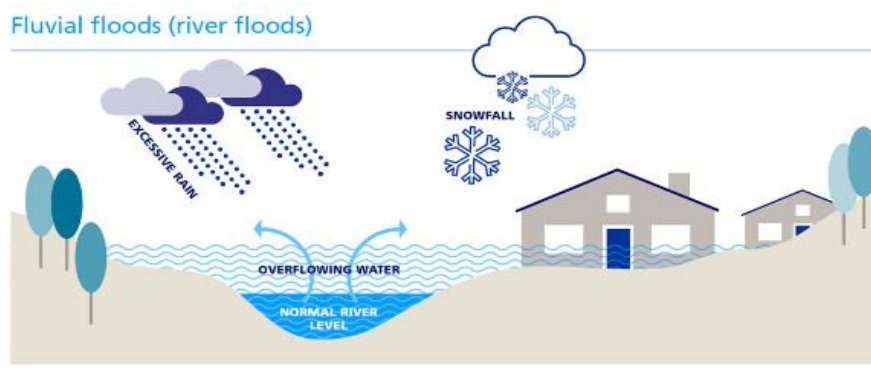 Fluvial floods (river floods)
EXCESSIVE RAIN
SNOWFALL
OVERFLOWING WATER
NORMAL RIVER
LEVEL